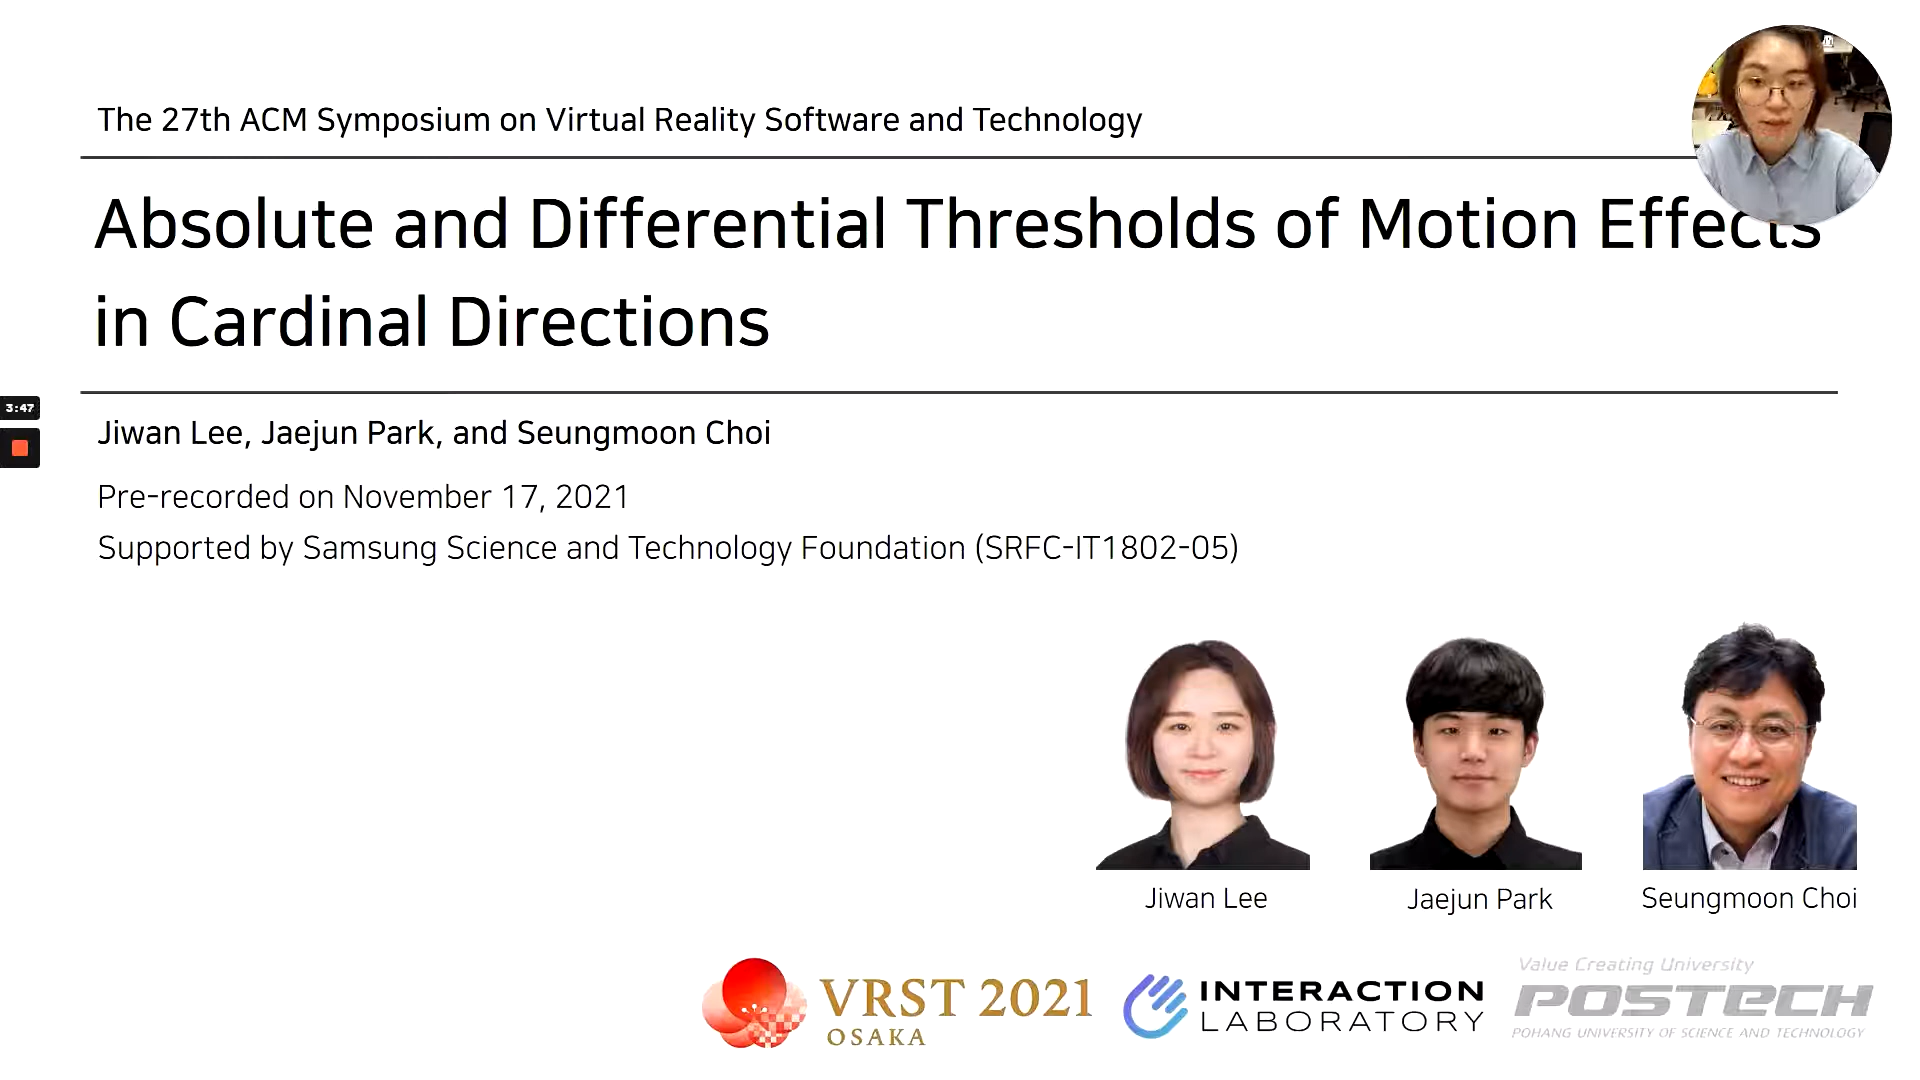 The 27th ACM Symposium on Virtual Reality Software and Technology
Absolute and Differential Thresholds of Motion Effects
in Cardinal Directions
3:47
Jiwan Lee, Jaejun Park, and Seungmoon Choi
Pre-recorded on November 17, 2021
Supported by Samsung Science and Technology Foundation (SRFC-IT1802-05)
Jiwan Lee
Jaejun Park
Seungmoon Choi
VRST 2021
OSAKA
INTERACTION
LABORATORY
Value Creating University
POSTECH
POHANG UNIVERSITY OF SCIENCE AND TECHNOLOGY